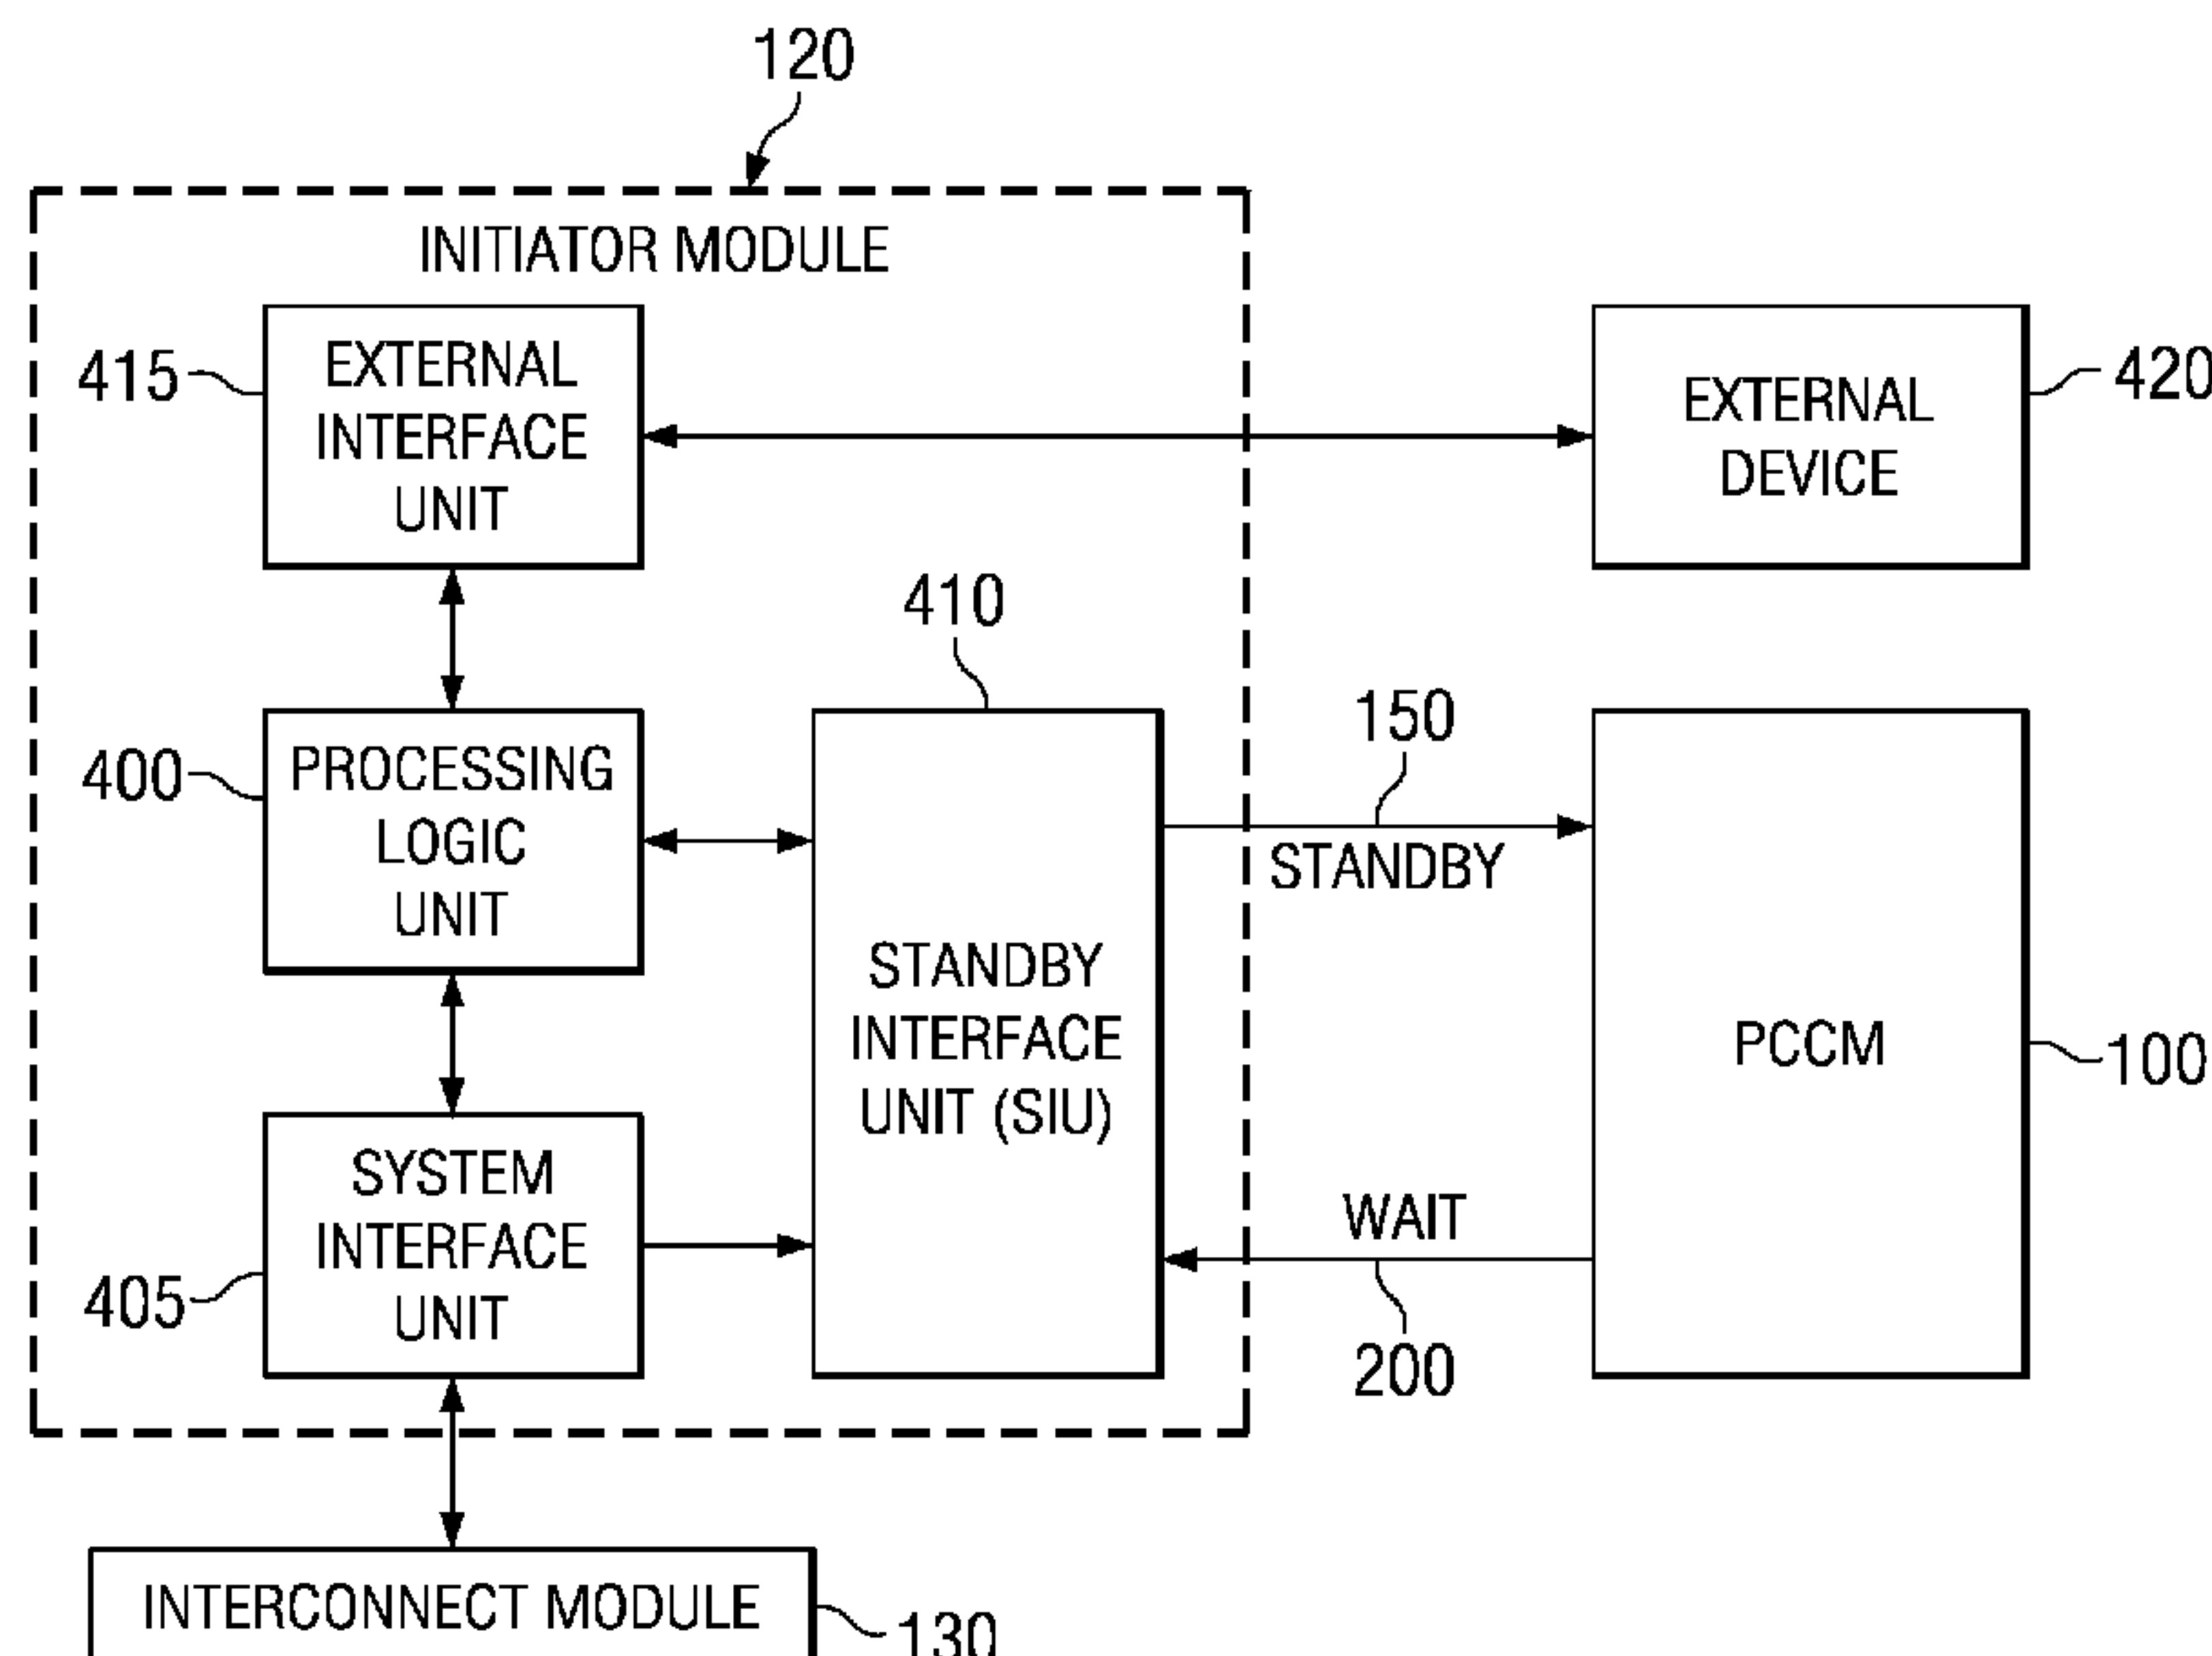 120
INITIATOR MODULE
415
EXTERNAL
INTERFACE
UNIT
EXTERNAL
DEVICE
420
410
150
400
PROCESSING
LOGIC
UNIT
STANDBY
STANDBY
INTERFACE
UNIT (SIU)
PCCM
100
SYSTEM
INTERFACE
UNIT
405
WAIT
200
INTERCONNECT MODULE
130